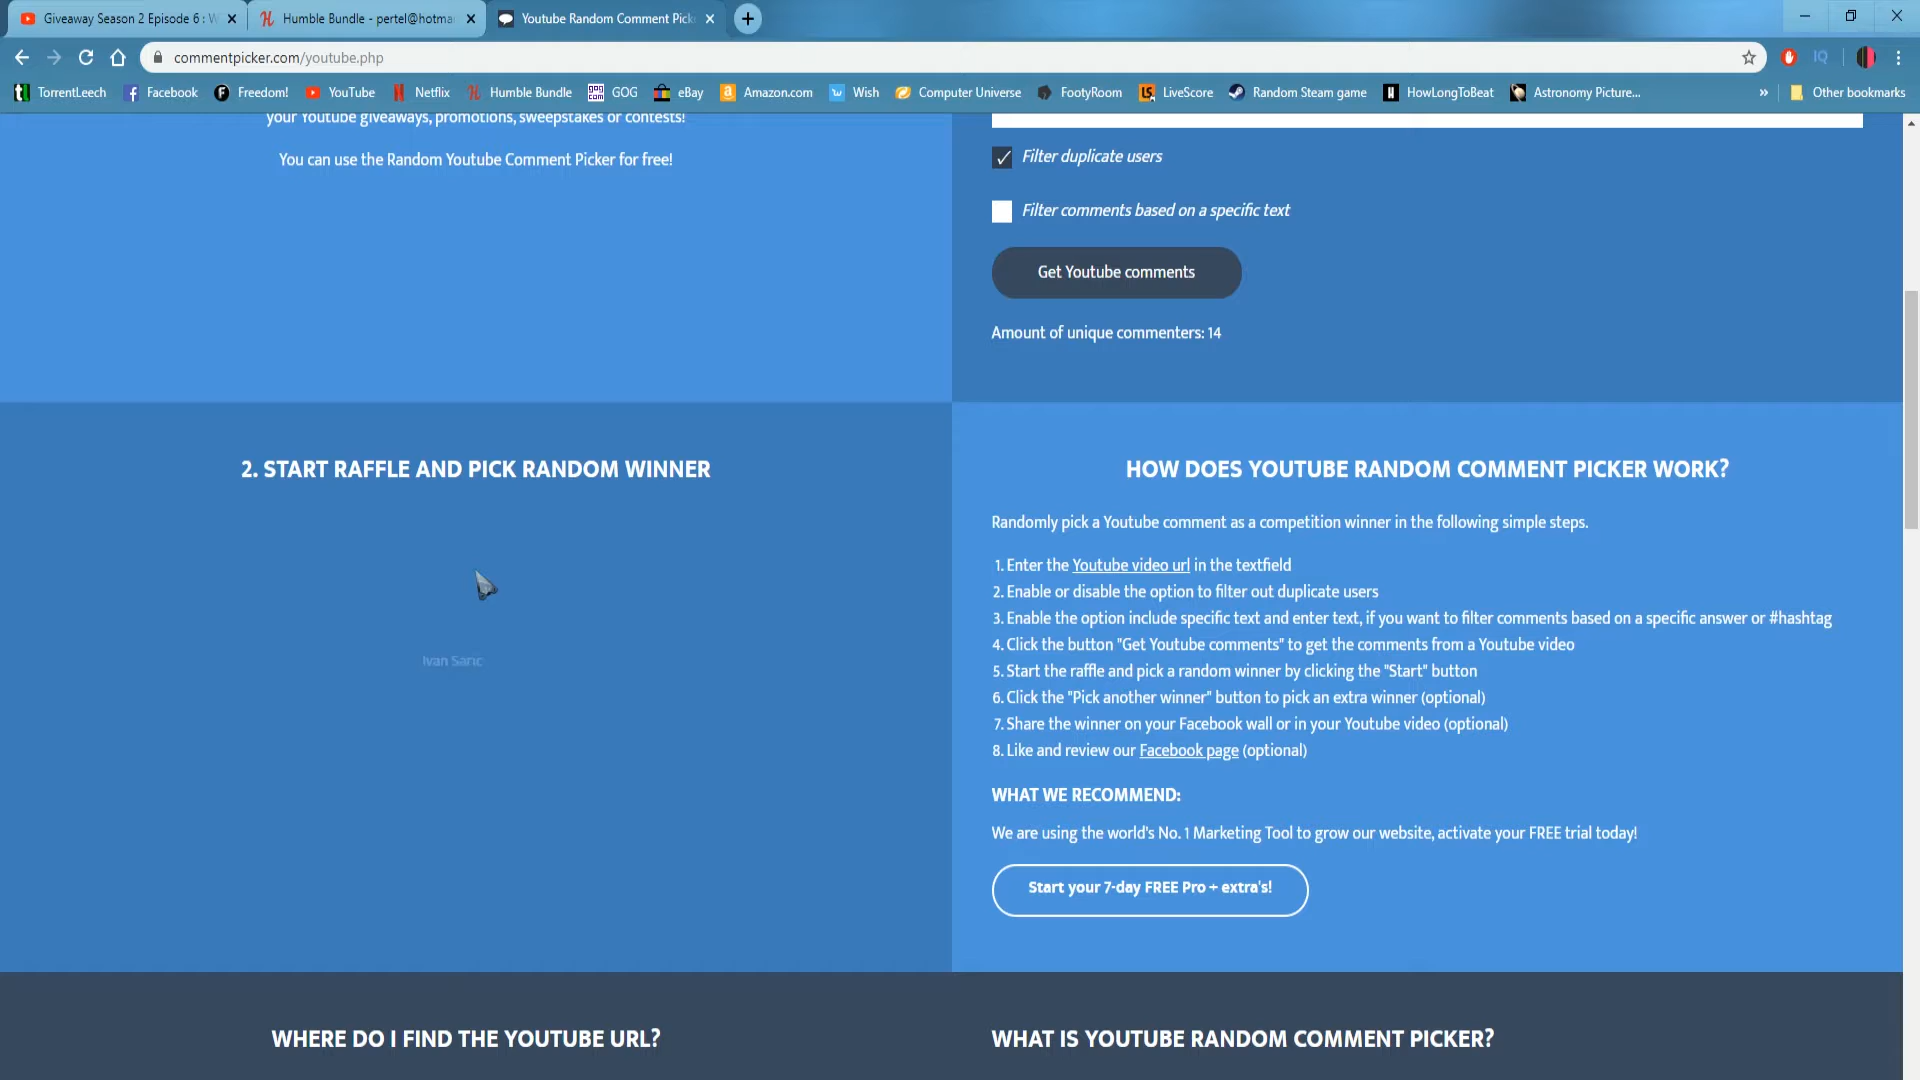 Giveaway Season 2 Episode 6 : W
Humble Bundle - pertel@hotma
Youtube Random Comment Pick
commentpicker.com/youtube.php
IQ
TorrentLeech
Facebook
Freedom!
YouTube
Netflix
Humble Bundle
GOG
eBay
Amazon.com
Wish
Computer Universe
FootyRoom
LiveScore
Random Steam game
HowLongToBeat
Astronomy Picture...
»
Other bookmarks
your Youtube giveaways, promotions, sweepstakes or contests!
You can use the Random Youtube Comment Picker for free!
Filter duplicate users
Filter comments based on a specific text
Get Youtube comments
Amount of unique commenters: 14
2. START RAFFLE AND PICK RANDOM WINNER
Ivan Saric
HOW DOES YOUTUBE RANDOM COMMENT PICKER WORK?
Randomly pick a Youtube comment as a competition winner in the following simple steps.
1. Enter the Youtube video url in the textfield
2. Enable or disable the option to filter out duplicate users
3. Enable the option include specific text and enter text, if you want to filter comments based on a specific answer or #hashtag
4. Click the button "Get Youtube comments" to get the comments from a Youtube video
5. Start the raffle and pick a random winner by clicking the "Start" button
6. Click the "Pick another winner" button to pick an extra winner (optional)
7. Share the winner on your Facebook wall or in your Youtube video (optional)
8. Like and review our Facebook page (optional)
WHAT WE RECOMMEND:
We are using the world's No. 1 Marketing Tool to grow our website, activate your FREE trial today!
Start your 7-day FREE Pro + extra's!
WHERE DO I FIND THE YOUTUBE URL?
WHAT IS YOUTUBE RANDOM COMMENT PICKER?